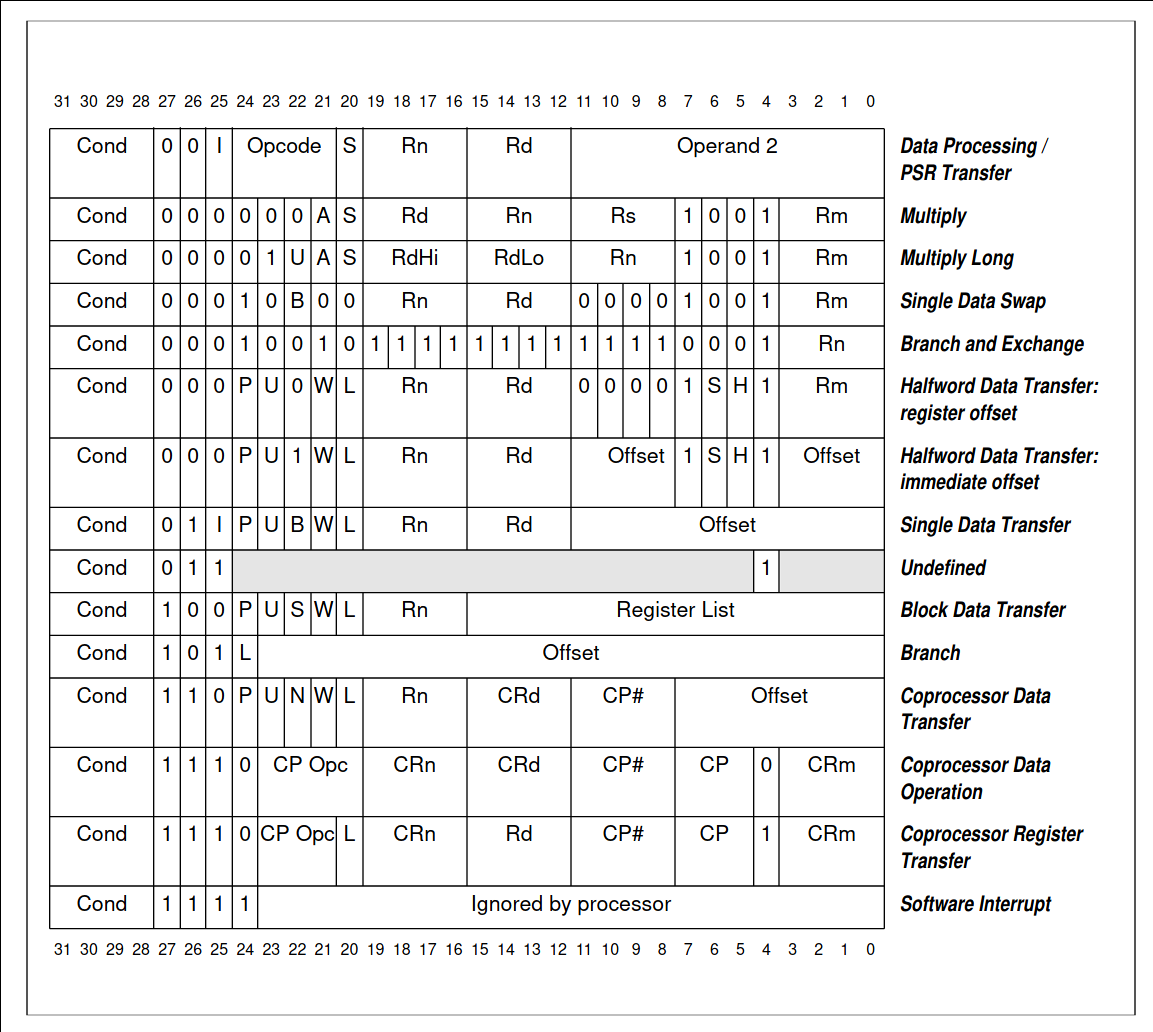 31 30 29 28 27 26 25 24 23 22 21 20 19 18 17 16 15 14 13 12 11 10 9 8 7 6 5 4 3 2 1 0
Cond 0 0 I Opcode S Rn Rd Operand 2 Data Processing /
PSR Transfer
Cond 0 0 0 0 0 0 A S Rd Rn Rs 1 0 0 1 Rm Multiply
Cond 0 0 0 0 1 U A S RdHi RdLo Rn 1 0 0 1 Rm Multiply Long
Cond 0 0 0 1 0 B 0 0 Rn Rd 0 0 0 0 1 0 0 1 Rm Single Data Swap
Cond 0 0 0 1 0 0 1 0 1 1 1 1 1 1 1 1 1 1 1 1 0 0 0 1 Rn Branch and Exchange
Cond 0 0 0 P U 0 W L Rn Rd 0 0 0 0 1 S H 1 Rm Halfword Data Transfer:
register offset
Cond 0 0 0 P U 1 W L Rn Rd Offset 1 S H 1 Offset Halfword Data Transfer:
immediate offset
Cond 0 1 I P U B W L Rn Rd Offset Single Data Transfer
Cond 0 1 1 1 Undefined
Cond 1 0 0 P U S W L Rn Register List Block Data Transfer
Cond 1 0 1 L Offset Branch
Cond 1 1 0 P U N W L Rn CRd CP# Offset Coprocessor Data
Transfer
Cond 1 1 1 0 CP Opc CRn CRd CP# CP 0 CRm Coprocessor Data
Operation
Cond 1 1 1 0 CP Opc L CRn Rd CP# CP 1 CRm Coprocessor Register
Transfer
Cond 1 1 1 1 Ignored by processor Software Interrupt
31 30 29 28 27 26 25 24 23 22 21 20 19 18 17 16 15 14 13 12 11 10 9 8 7 6 5 4 3 2 1 0